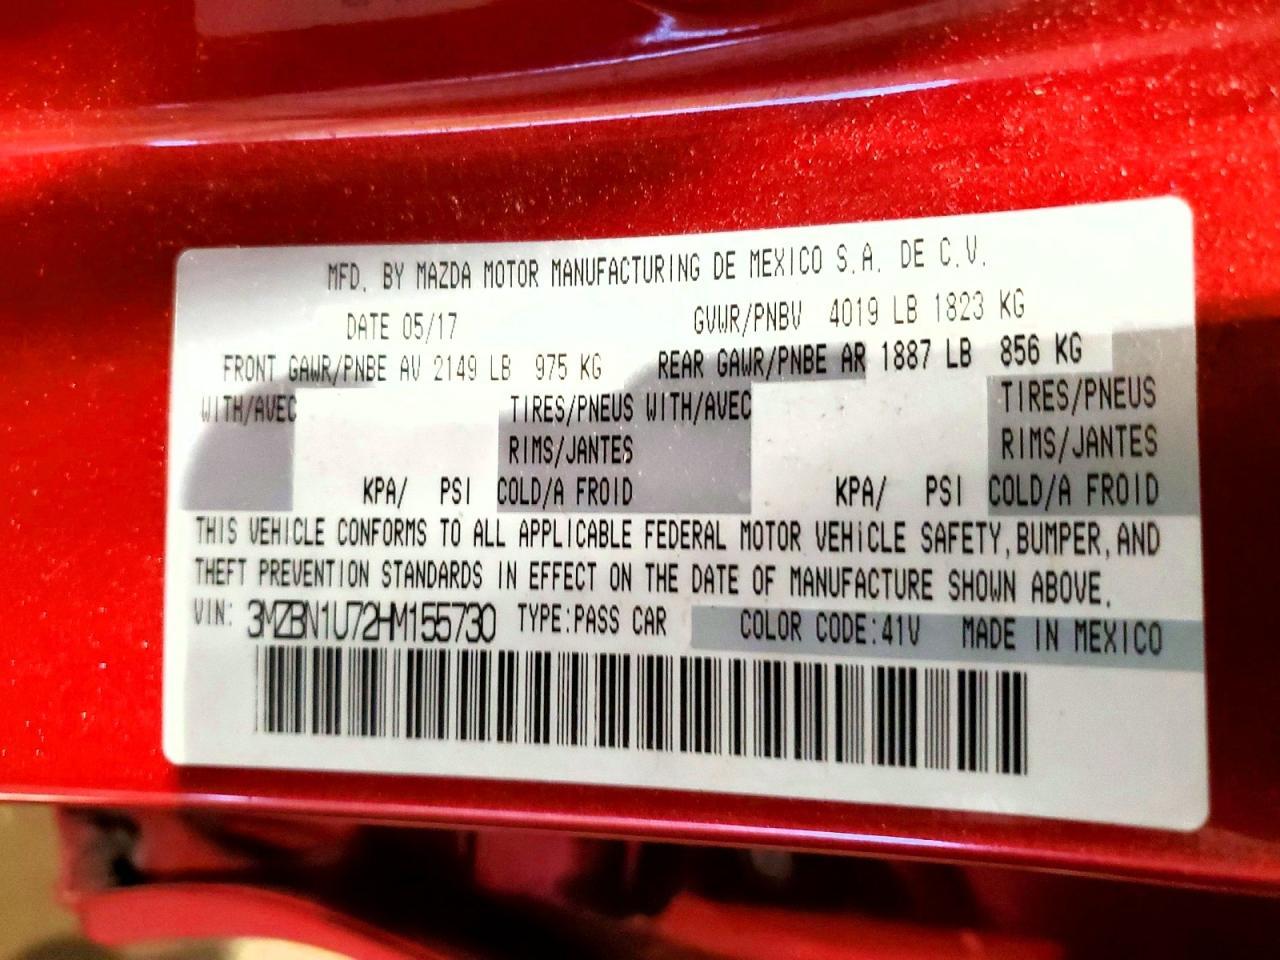 MFD. BY MAZDA MOTOR MANUFACTURING DE MEXICO S.A. DE C.V.
DATE 05/17 GVWR/PNBV 4019 LB 1823 KG
FRONT GAWR/PNBE AV 2149 LB 975 KG REAR GAWR/PNBE AR 1887 LB 856 KG
WITH/AVEC TIRES/PNEUS WITH/AVEC TIRES/PNEUS
RIMS/JANTES RIMS/JANTES
KPA/ PSI COLD/A FROID KPA/ PSI COLD/A FROID
THIS VEHICLE CONFORMS TO ALL APPLICABLE FEDERAL MOTOR VEHICLE SAFETY, BUMPER, AND
THEFT PREVENTION STANDARDS IN EFFECT ON THE DATE OF MANUFACTURE SHOWN ABOVE.
VIN: 3MZBN1U72HM155730 TYPE:PASS CAR COLOR CODE:41V MADE IN MEXICO